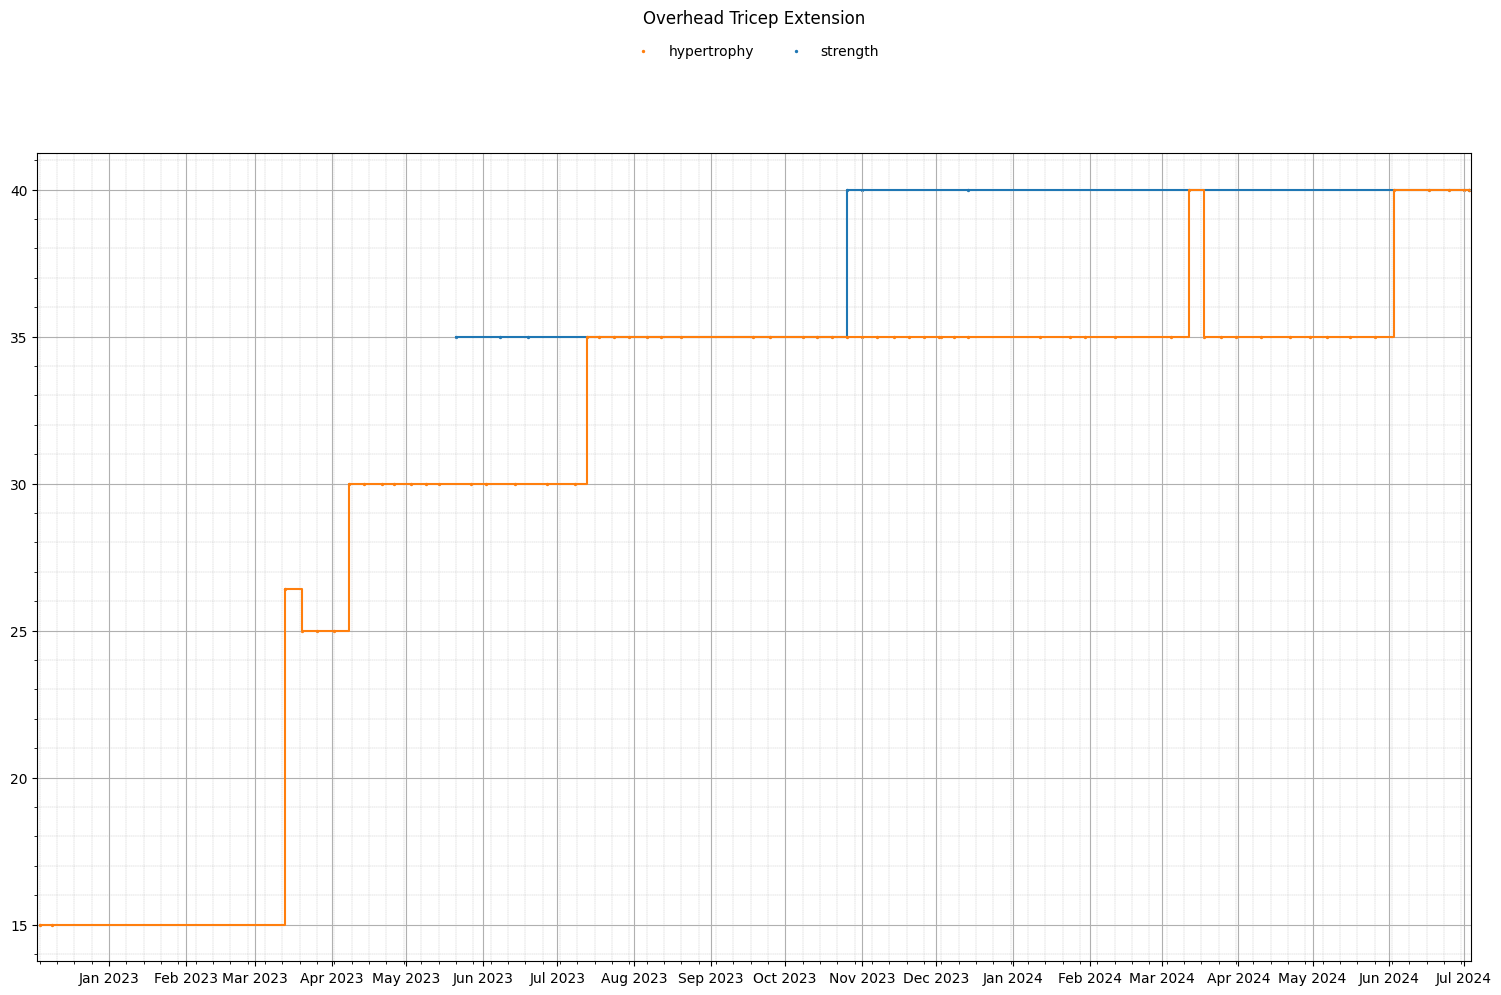 Overhead Tricep Extension
hypertrophy strength
40
35
30
25
20
15
Jan 2023 Feb 2023 Mar 2023 Apr 2023 May 2023 Jun 2023 Jul 2023 Aug 2023 Sep 2023 Oct 2023 Nov 2023 Dec 2023 Jan 2024 Feb 2024 Mar 2024 Apr 2024 May 2024 Jun 2024 Jul 2024